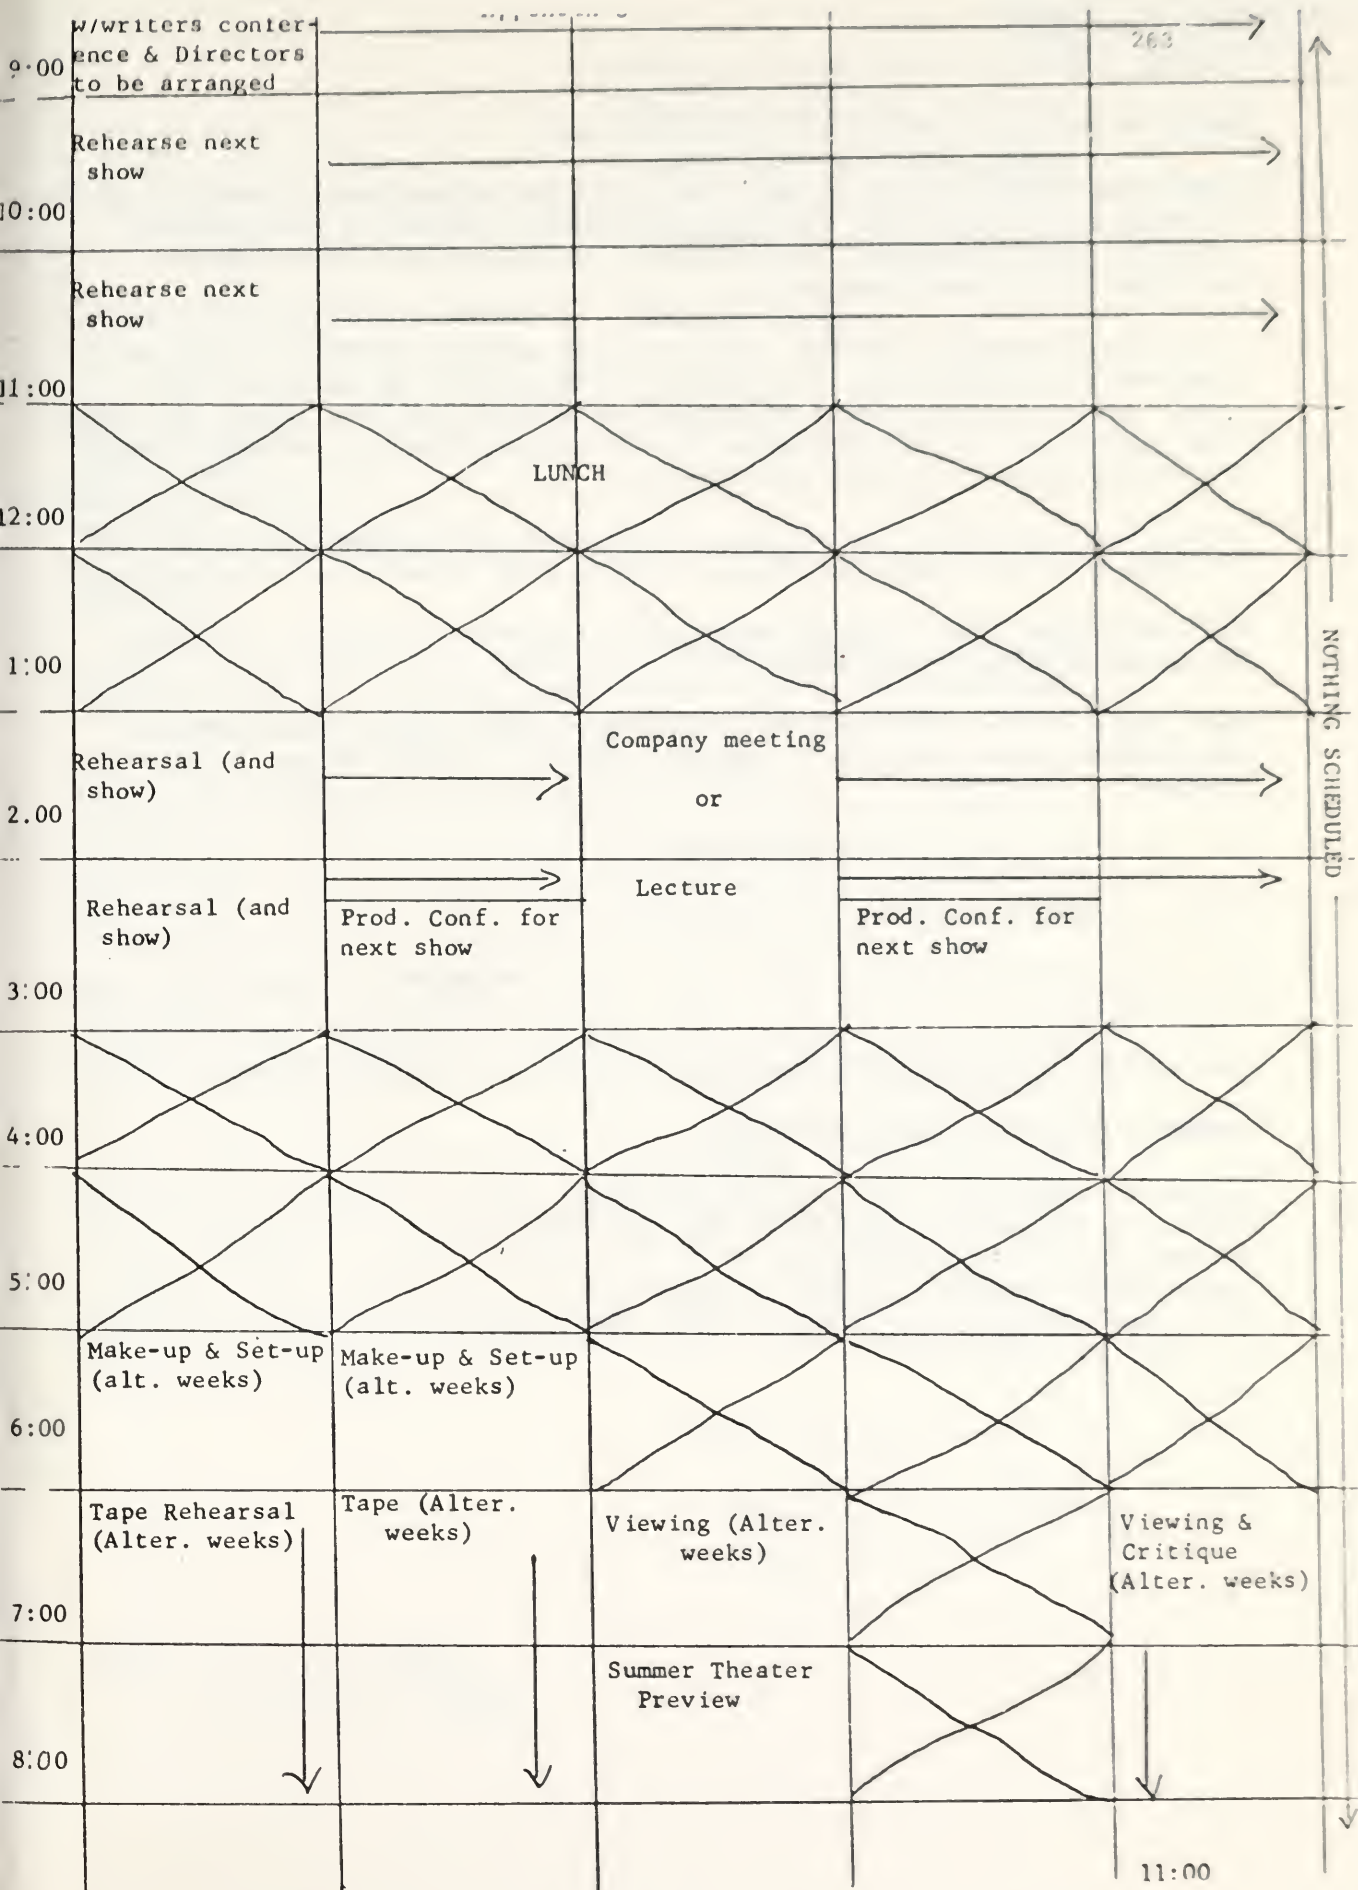 263
w/writers confer-
ence & Directors
9:00
to be arranged
Rehearse next
show
10:00
Rehearse next
show
11:00
LUNCH
12:00
1:00
Rehearsal (and
show)
Company meeting
or
2.00
Rehearsal (and
show)
Prod. Conf. for
next show
Lecture
Prod. Conf. for
next show
3:00
4:00
5:00
Make-up & Set-up
(alt. weeks)
Make-up & Set-up
(alt. weeks)
6:00
Tape Rehearsal
(Alter. weeks)
Tape (Alter.
weeks)
Viewing (Alter.
weeks)
Viewing &
Critique
(Alter. weeks)
7:00
Summer Theater
Preview
8:00
11:00
NOTHING SCHEDULED